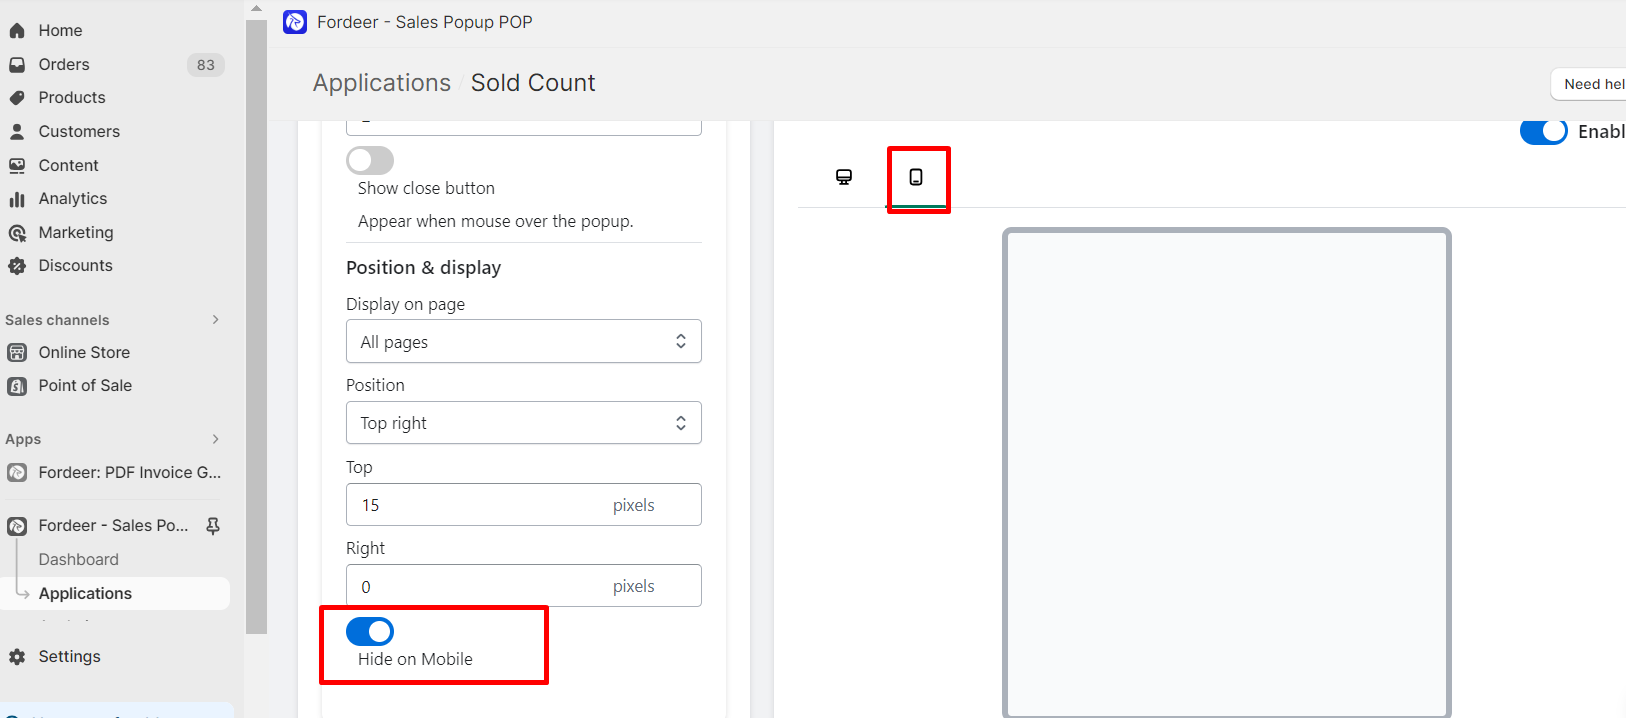 Home
Orders 83
Products
Customers
Content
Analytics
Marketing
Discounts
Sales channels
Online Store
Point of Sale
Apps
Fordeer: PDF Invoice G...
Fordeer - Sales Po...
Dashboard
Applications
Settings
Fordeer - Sales Popup POP
Applications / Sold Count
Need hel
Show close button
Appear when mouse over the popup.
Position & display
Display on page
All pages
Position
Top right
Top
15 pixels
Right
0 pixels
Hide on Mobile
Enabl